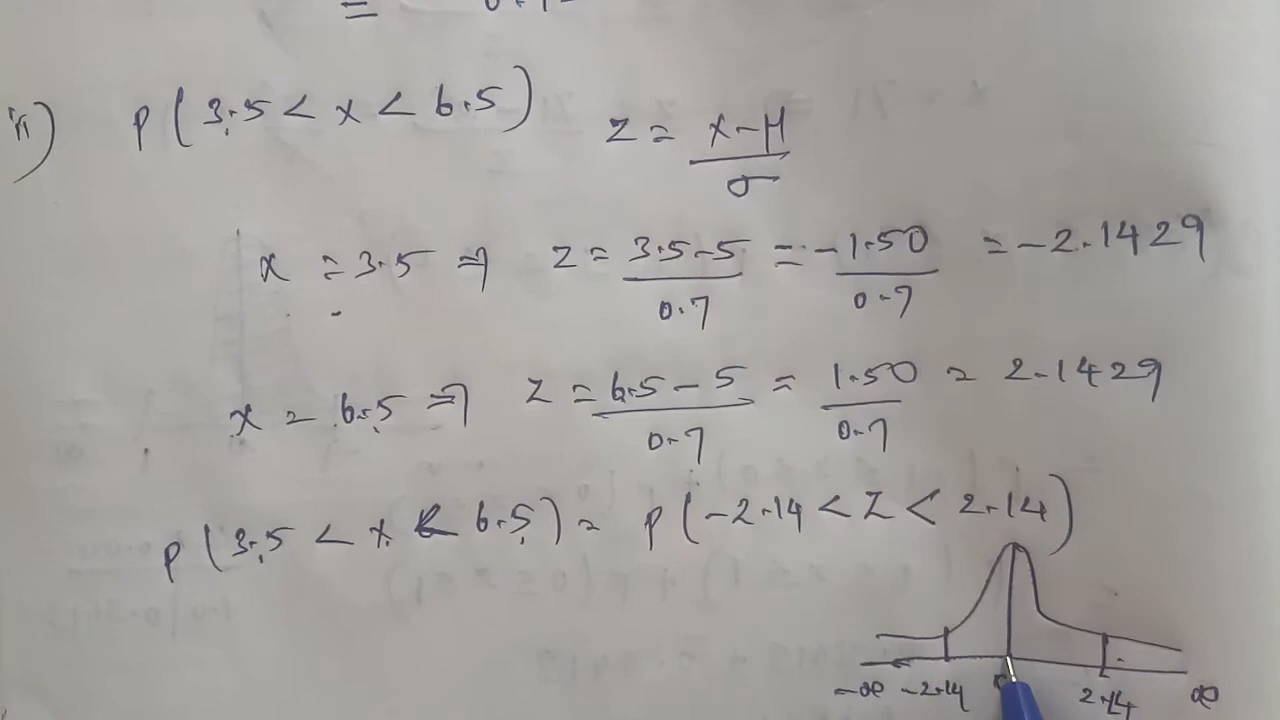 ii) P(3.5 < x < 6.5) z = x-μ/σ
x = 3.5 ⇒ z = 3.5-5/0.7 = -1.50/0.7 = -2.1429
x = 6.5 ⇒ z = 6.5-5/0.7 = 1.50/0.7 = 2.1429
P(3.5 < x < 6.5) = P(-2.14 < z < 2.14)
-∞ -2.14 2.14 ∞